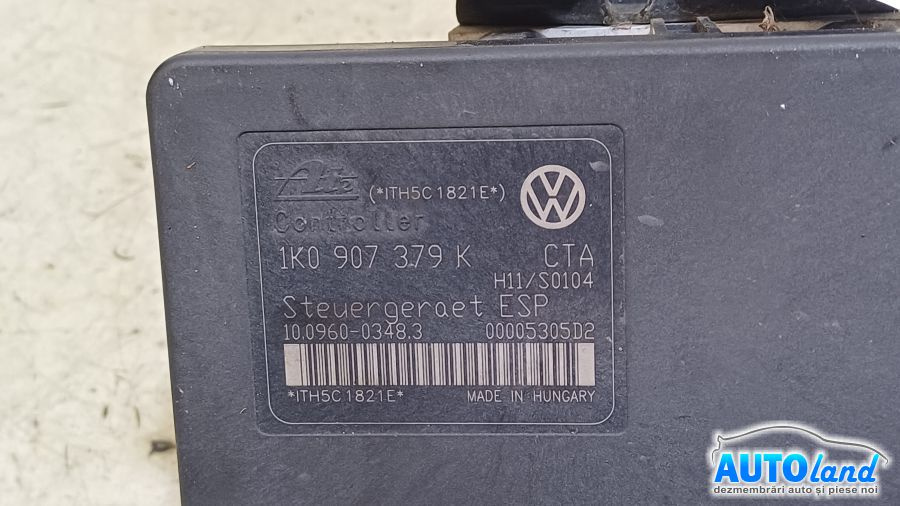 ATE (*ITH5C1821E*)
Controller
1K0 907 379 K CTA
H11/S0104
Steuergeraet ESP
10.0960-0348.3 00005305D2
*ITH5C1821E* MADE IN HUNGARY
AUTOland
dezmembrări auto și piese noi